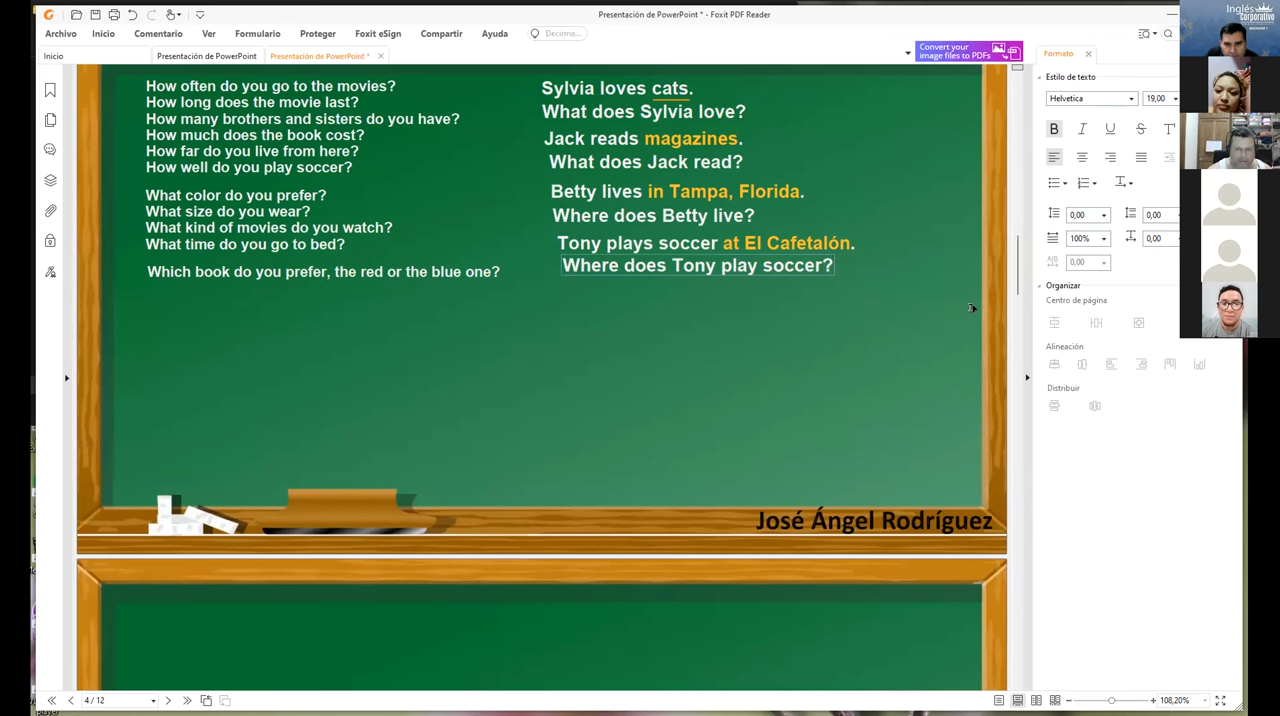 Presentación de PowerPoint * - Foxit PDF Reader
Archivo Inicio Comentario Ver Formulario Proteger Foxit eSign Compartir Ayuda Decirme...
Inicio Presentación de PowerPoint Presentación de PowerPoint *
Convert your
image files to PDFs
How often do you go to the movies?
How long does the movie last?
How many brothers and sisters do you have?
How much does the book cost?
How far do you live from here?
How well do you play soccer?
What color do you prefer?
What size do you wear?
What kind of movies do you watch?
What time do you go to bed?
Which book do you prefer, the red or the blue one?
Sylvia loves cats.
What does Sylvia love?
Jack reads magazines.
What does Jack read?
Betty lives in Tampa, Florida.
Where does Betty live?
Tony plays soccer at El Cafetalón.
Where does Tony play soccer?
José Ángel Rodríguez
Formato
Estilo de texto
Helvetica 19,00
0,00 0,00
100% 0,00
0,00
Organizar
Centro de página
Alineación
Distribuir
Inglés
Corporativo
4 / 12
108,20%